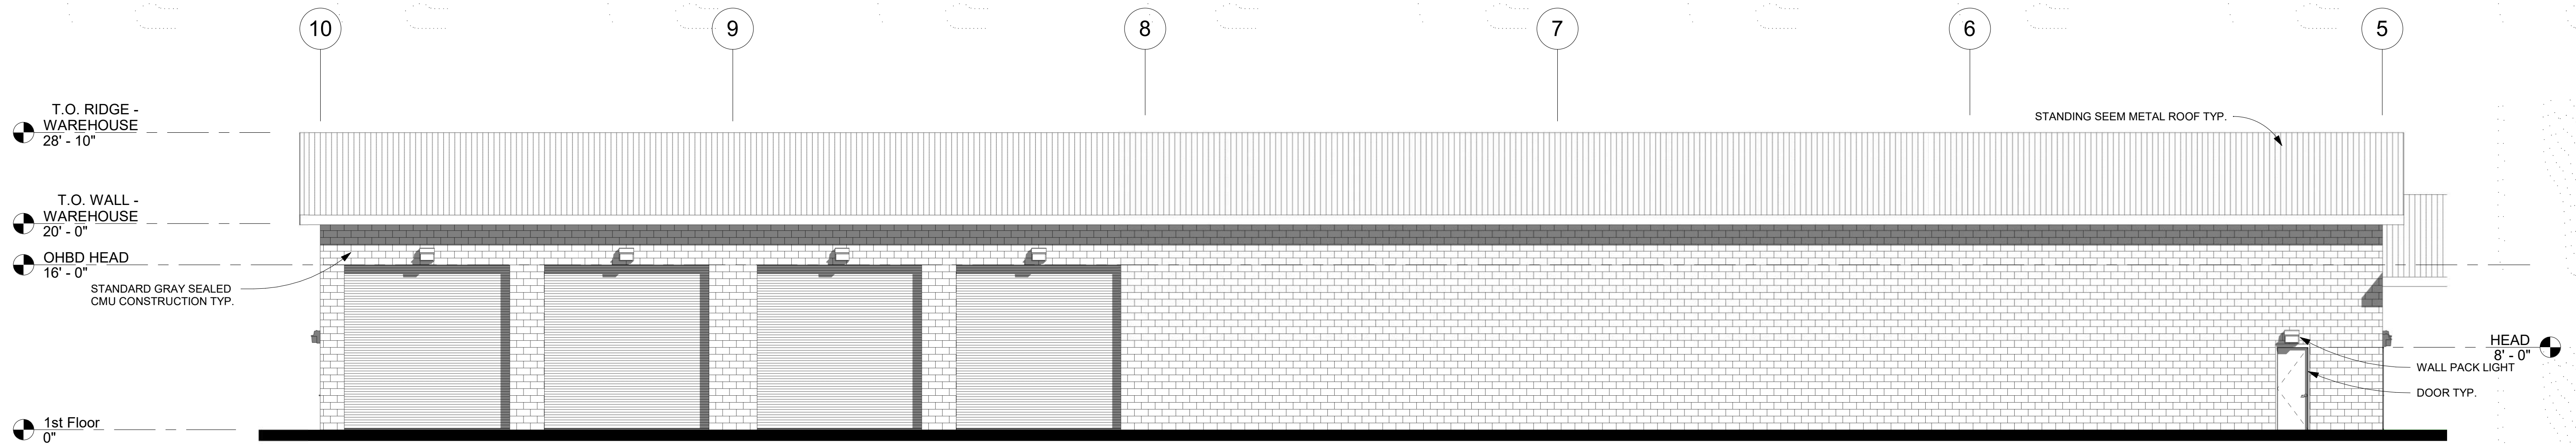 10
9
8
7
6
5
T.O. RIDGE -
WAREHOUSE
28' - 10"
STANDING SEEM METAL ROOF TYP.
T.O. WALL -
WAREHOUSE
20' - 0"
OHBD HEAD
16' - 0"
STANDARD GRAY SEALED
CMU CONSTRUCTION TYP.
HEAD
8' - 0"
WALL PACK LIGHT
DOOR TYP.
1st Floor
0"